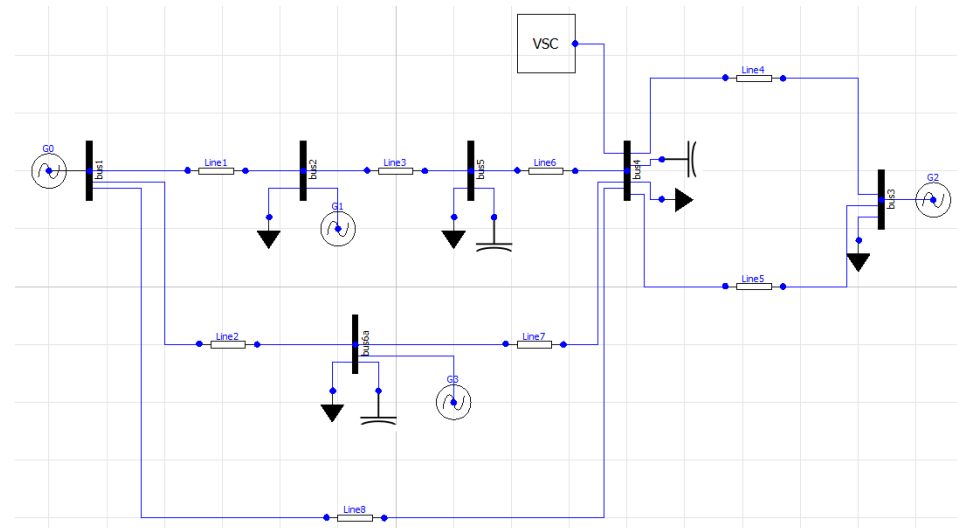 VSC
Line4
G0
bus1
Line1
bus2
Line3
bus5
Line6
bus4
G2
bus3
G1
Line5
Line2
bus6a
Line7
G3
Line8